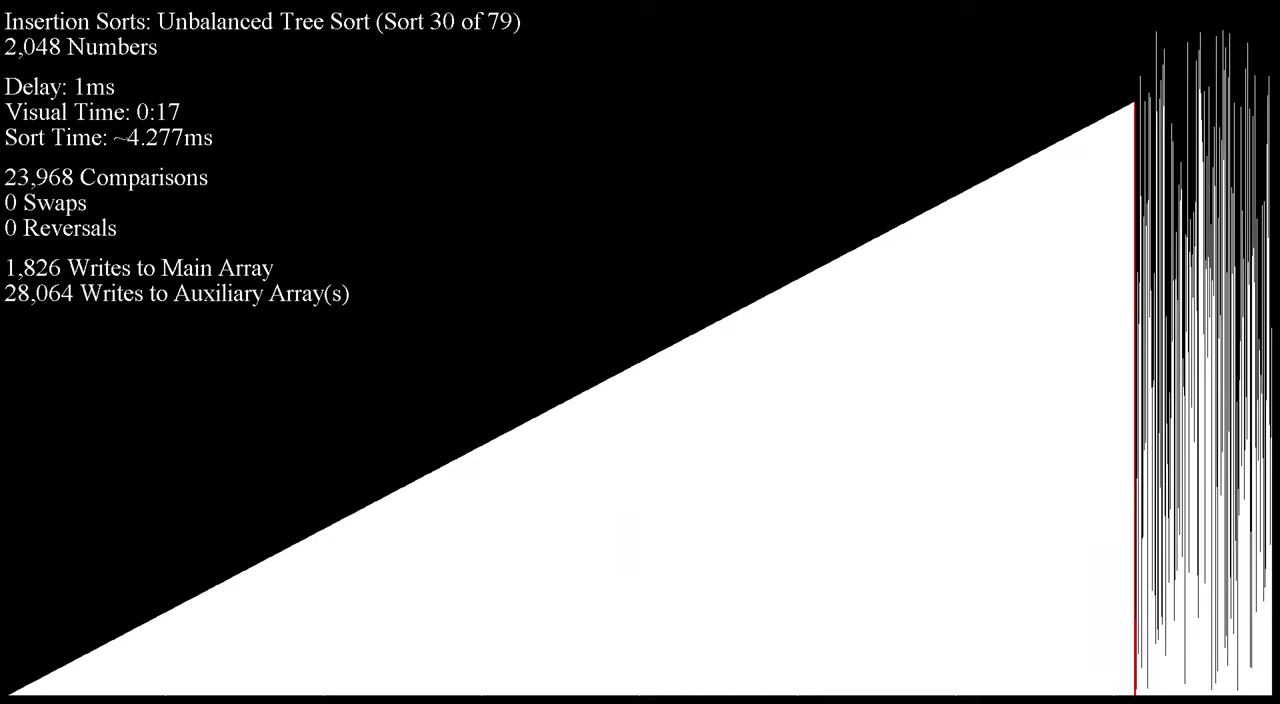 Insertion Sorts: Unbalanced Tree Sort (Sort 30 of 79)
2,048 Numbers
Delay: 1ms
Visual Time: 0:17
Sort Time: ~4.277ms
23,968 Comparisons
0 Swaps
0 Reversals
1,826 Writes to Main Array
28,064 Writes to Auxiliary Array(s)